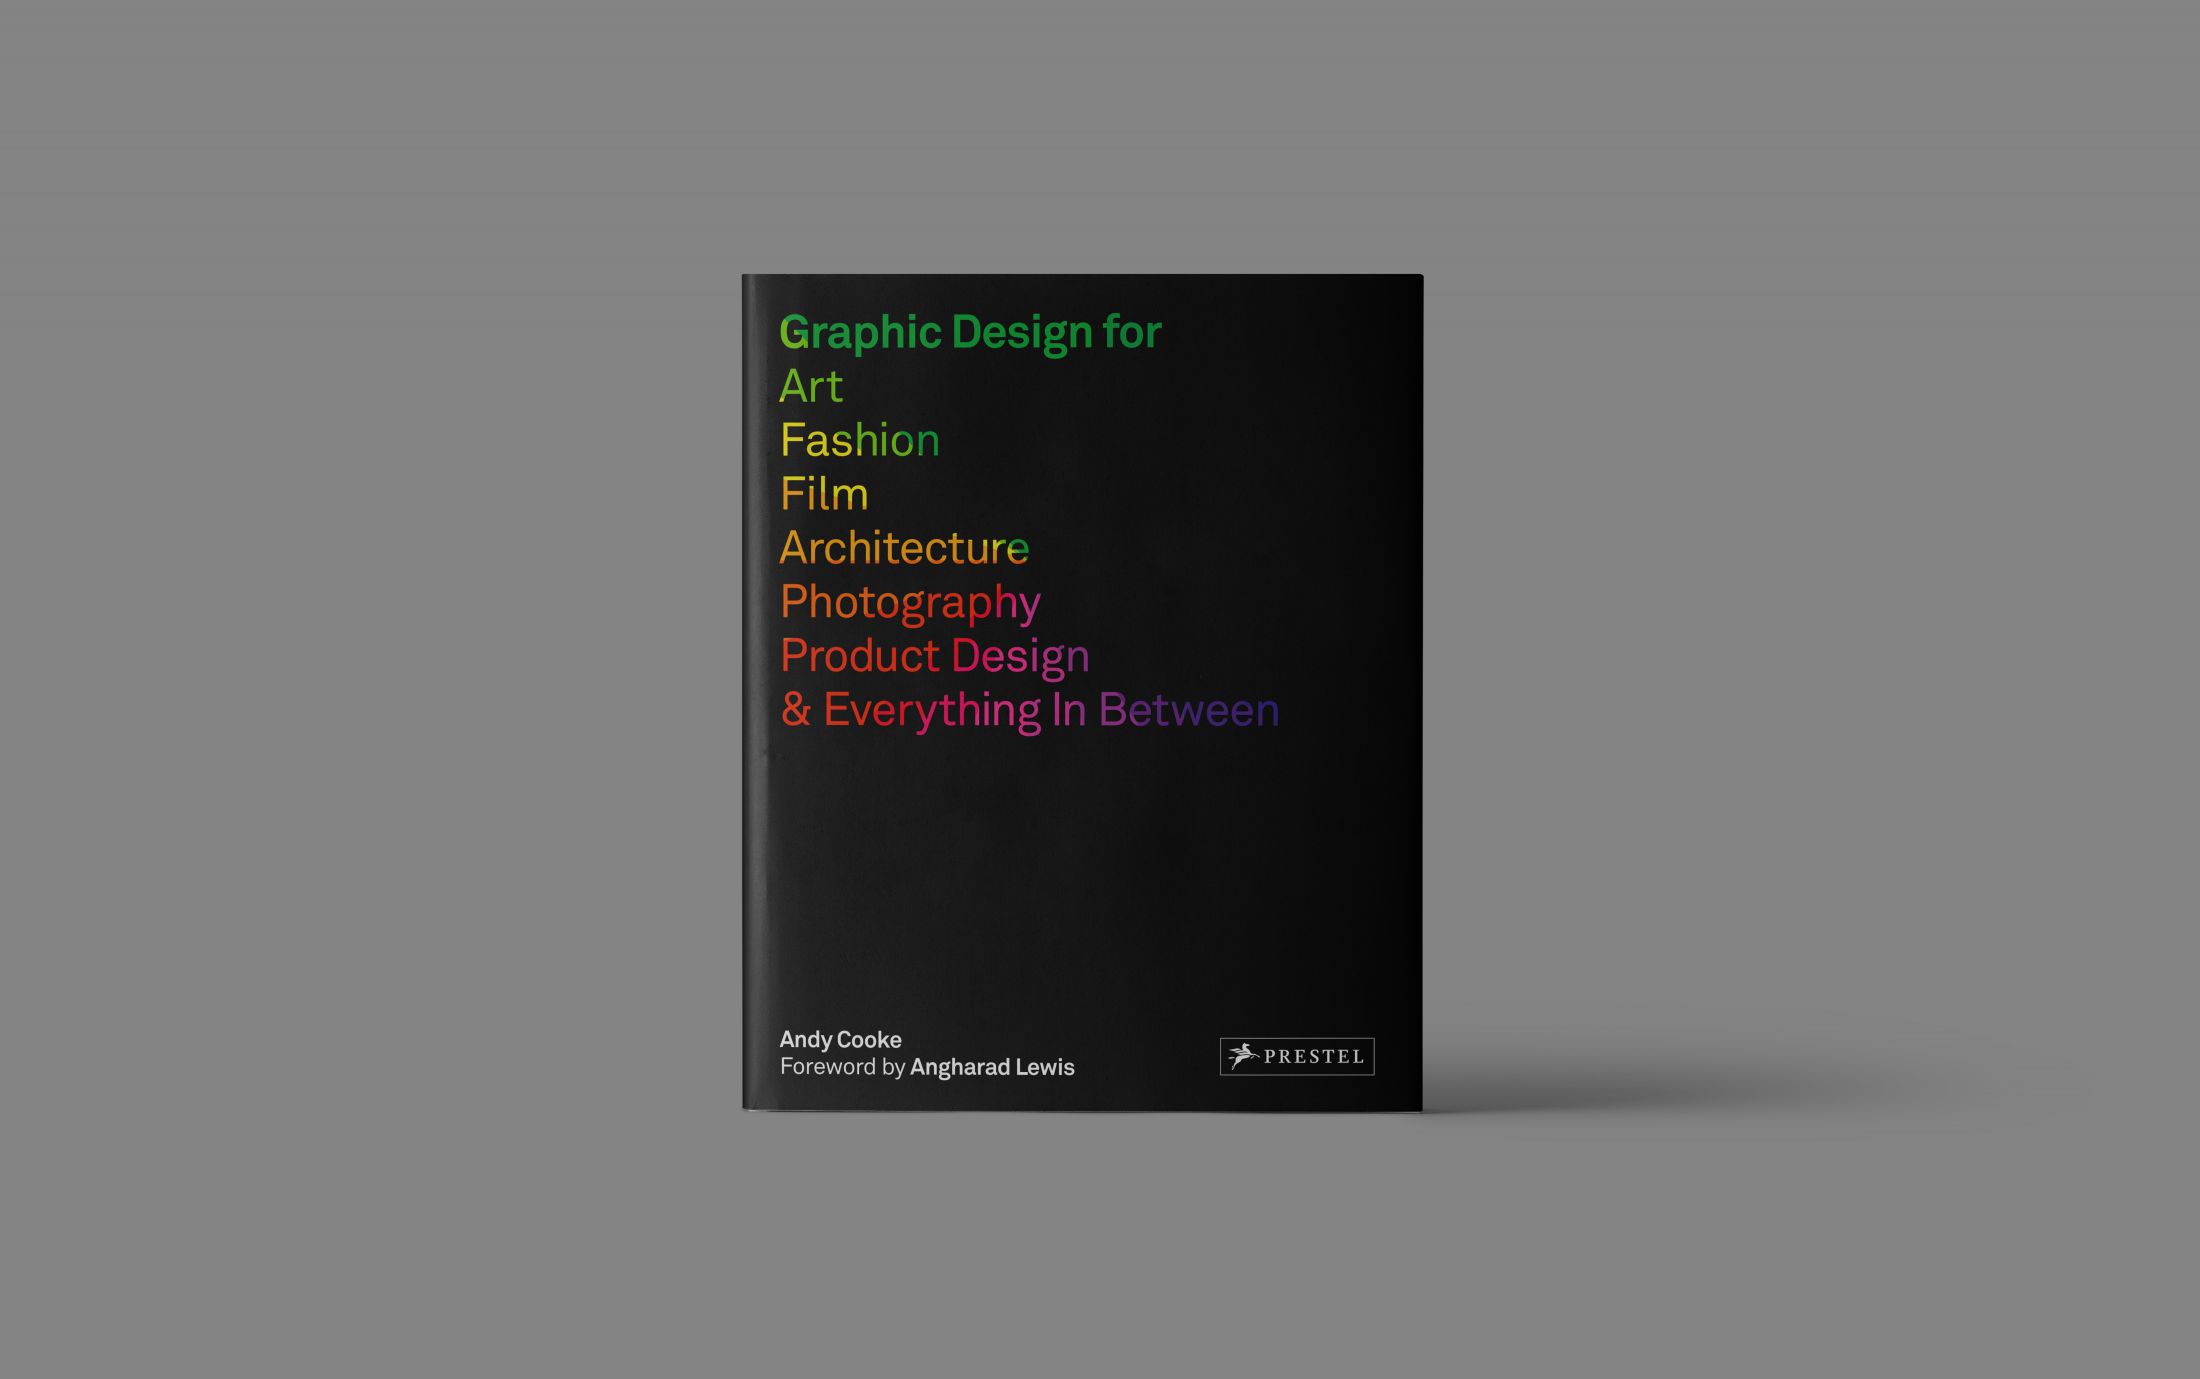 Graphic Design for
Art
Fashion
Film
Architecture
Photography
Product Design
& Everything In Between
Andy Cooke
Foreword by Angharad Lewis
PRESTEL